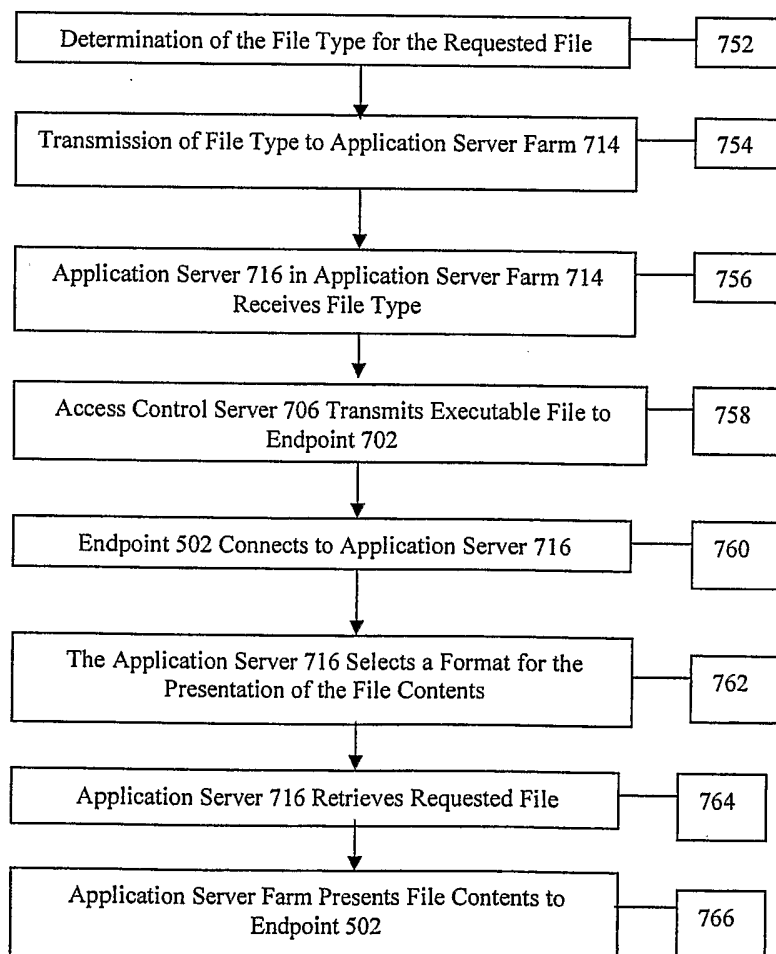 Determination of the File Type for the Requested File
752
Transmission of File Type to Application Server Farm 714
754
Application Server 716 in Application Server Farm 714
Receives File Type
756
Access Control Server 706 Transmits Executable File to
Endpoint 702
758
Endpoint 502 Connects to Application Server 716
760
The Application Server 716 Selects a Format for the
Presentation of the File Contents
762
Application Server 716 Retrieves Requested File
764
Application Server Farm Presents File Contents to
Endpoint 502
766